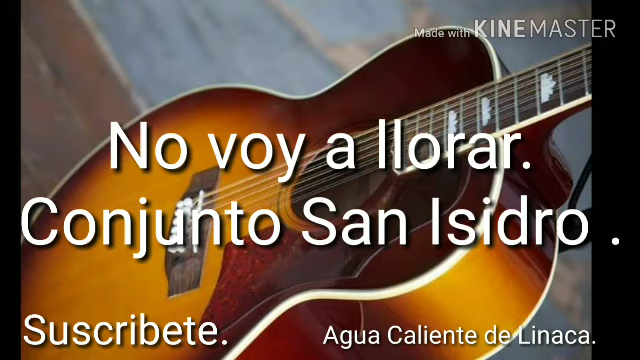 Made with KINEMASTER
No voy a llorar.
Conjunto San Isidro .
Suscribete.
Agua Caliente de Linaca.